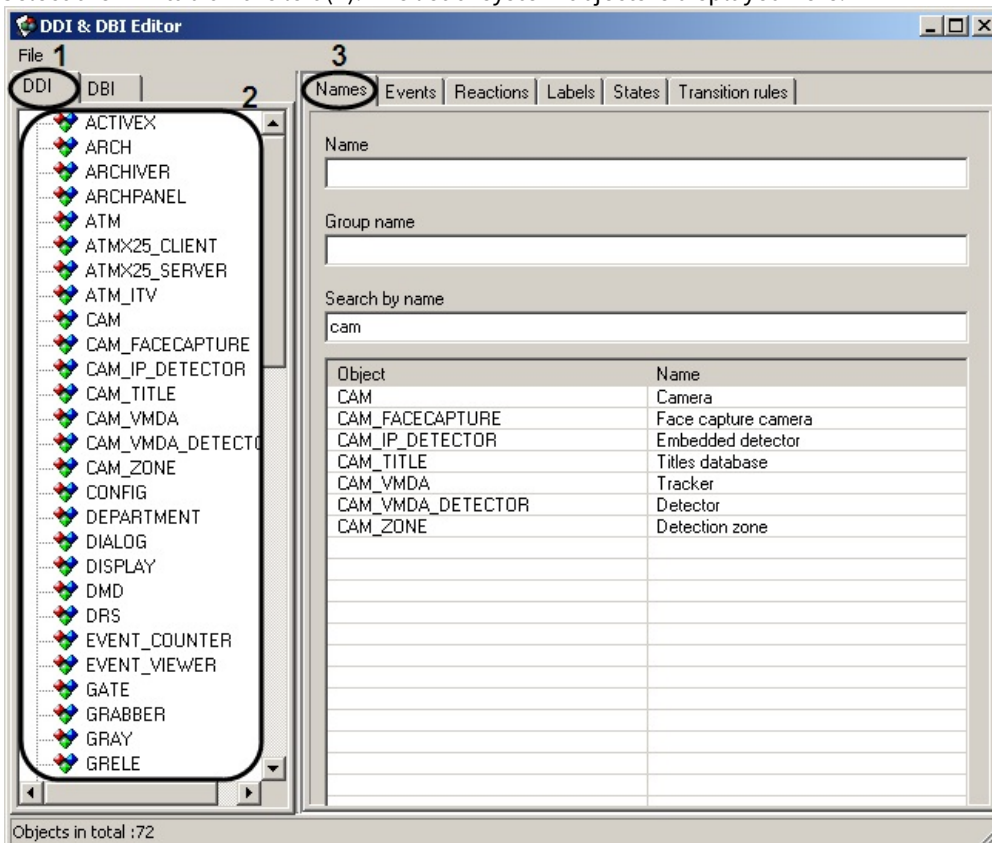 DDI & DBI Editor
File 1
3
DDI
DBI
2
Names
Events
Reactions
Labels
States
Transition rules
ACTIVEX
ARCH
ARCHIVER
ARCHPANEL
ATM
ATMX25_CLIENT
ATMX25_SERVER
ATM_ITV
CAM
CAM_FACECAPTURE
CAM_IP_DETECTOR
CAM_TITLE
CAM_VMDA
CAM_VMDA_DETECTO
CAM_ZONE
CONFIG
DEPARTMENT
DIALOG
DISPLAY
DMD
DRS
EVENT_COUNTER
EVENT_VIEWER
GATE
GRABBER
GRAY
GRELE
Name
Group name
Search by name
cam
Object Name
CAM Camera
CAM_FACECAPTURE Face capture camera
CAM_IP_DETECTOR Embedded detector
CAM_TITLE Titles database
CAM_VMDA Tracker
CAM_VMDA_DETECTOR Detector
CAM_ZONE Detection zone
Objects in total :72